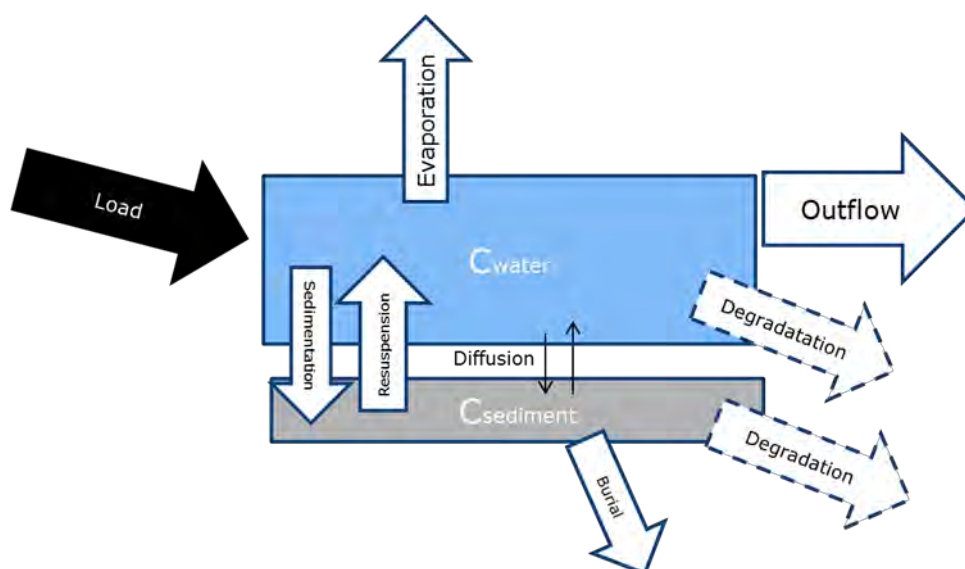 Evaporation
Load
Outflow
Cwater
Sedimentation
Resuspension
Degradatation
Diffusion
Csediment
Degradation
Burial